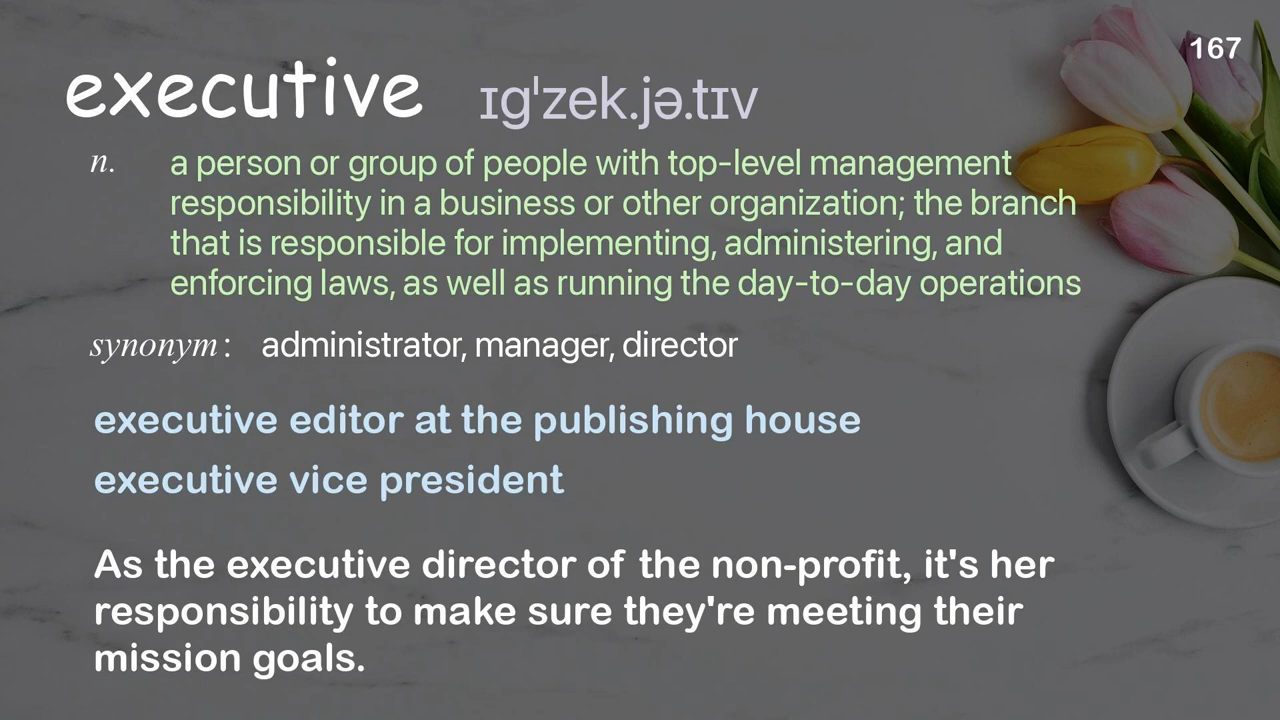 167
executive ɪgˈzek.jə.tɪv
n. a person or group of people with top-level management
responsibility in a business or other organization; the branch
that is responsible for implementing, administering, and
enforcing laws, as well as running the day-to-day operations
synonym: administrator, manager, director
executive editor at the publishing house
executive vice president
As the executive director of the non-profit, it's her
responsibility to make sure they're meeting their
mission goals.